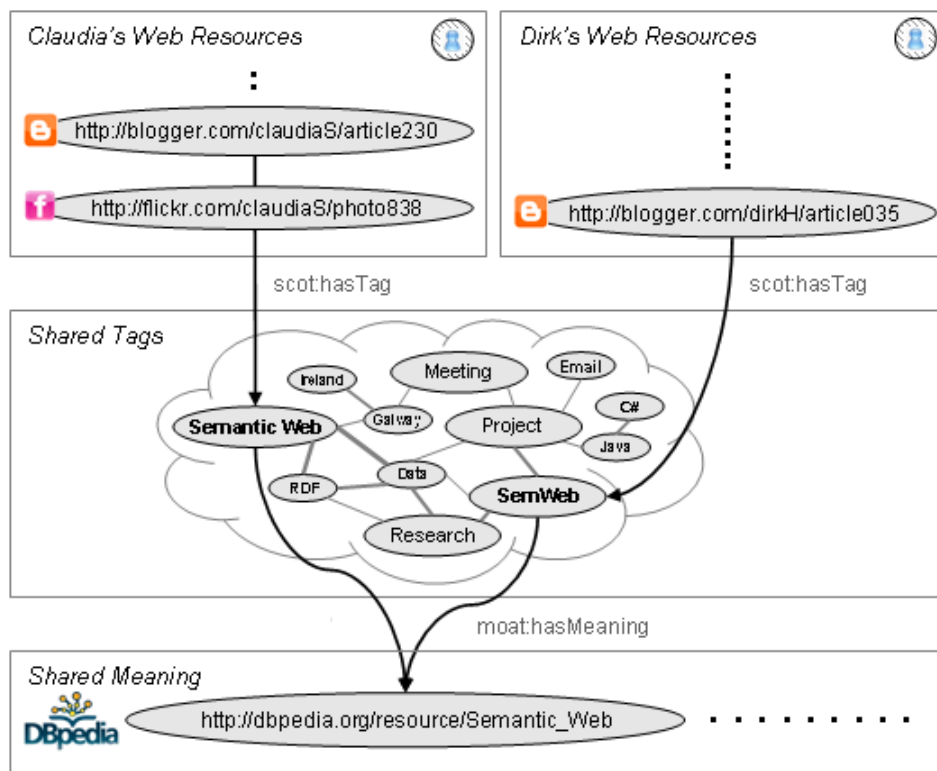 Claudia's Web Resources
Dirk's Web Resources
http://blogger.com/claudiaS/article230
f http://flickr.com/claudiaS/photo838
http://blogger.com/dirkH/article035
scot:hasTag
scot:hasTag
Shared Tags
Meeting
Email
Ireland
C#
Galway
Semantic Web
Project
Java
Data
RDF
SemWeb
Research
moat:hasMeaning
Shared Meaning
http://dbpedia.org/resource/Semantic_Web
DBpedia